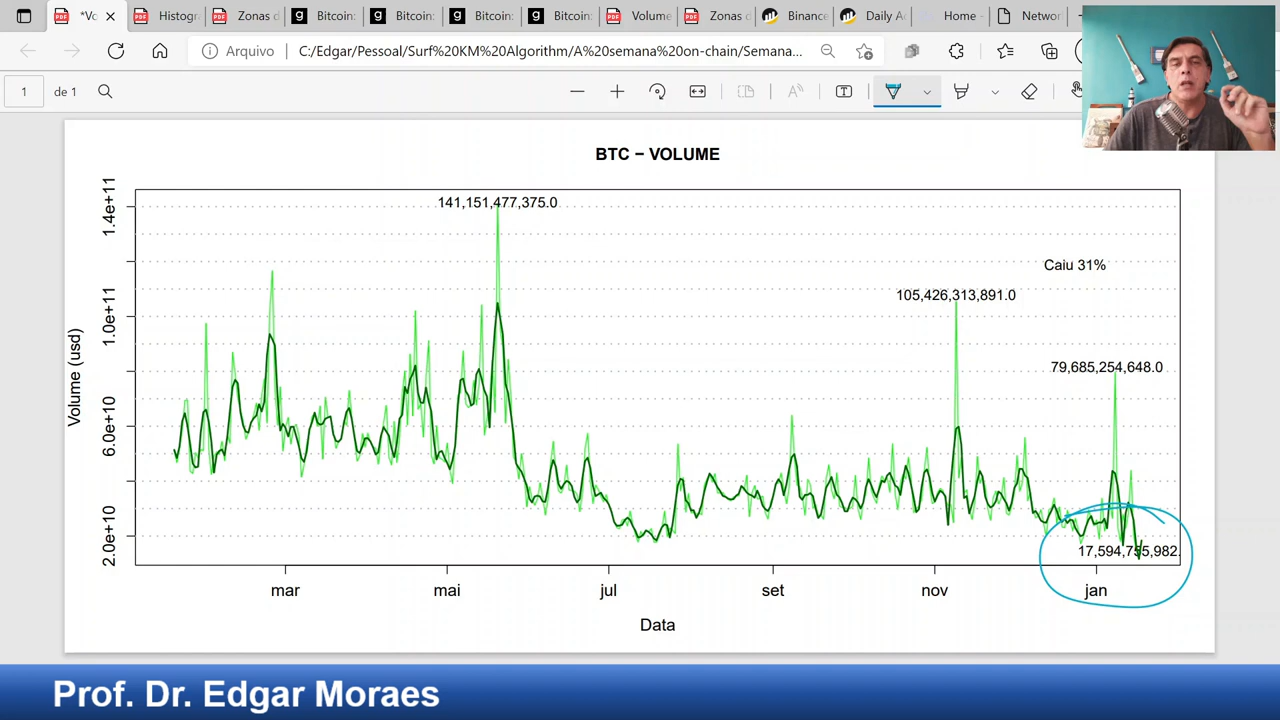 *Vo
Histogr
Zonas d
Bitcoin:
Bitcoin:
Bitcoin:
Bitcoin:
Volume
Zonas d
Binance
Daily Ac
Home -
Networ
Arquivo
C:/Edgar/Pessoal/Surf%20KM%20Algorithm/A%20semana%20on-chain/Semana...
1
de 1
BTC − VOLUME
141,151,477,375.0
Caiu 31%
105,426,313,891.0
79,685,254,648.0
17,594,755,982.
Volume (usd)
1.4e+11
1.0e+11
6.0e+10
2.0e+10
mar
mai
jul
set
nov
jan
Data
Prof. Dr. Edgar Moraes